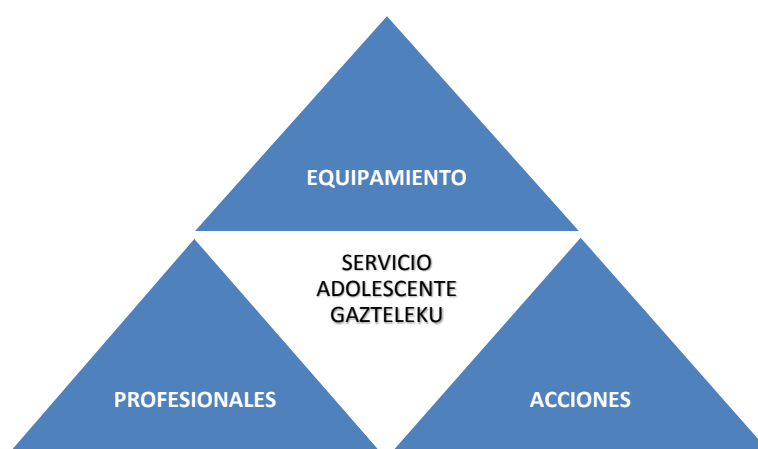 EQUIPAMIENTO
SERVICIO
ADOLESCENTE
GAZTELEKU
PROFESIONALES
ACCIONES